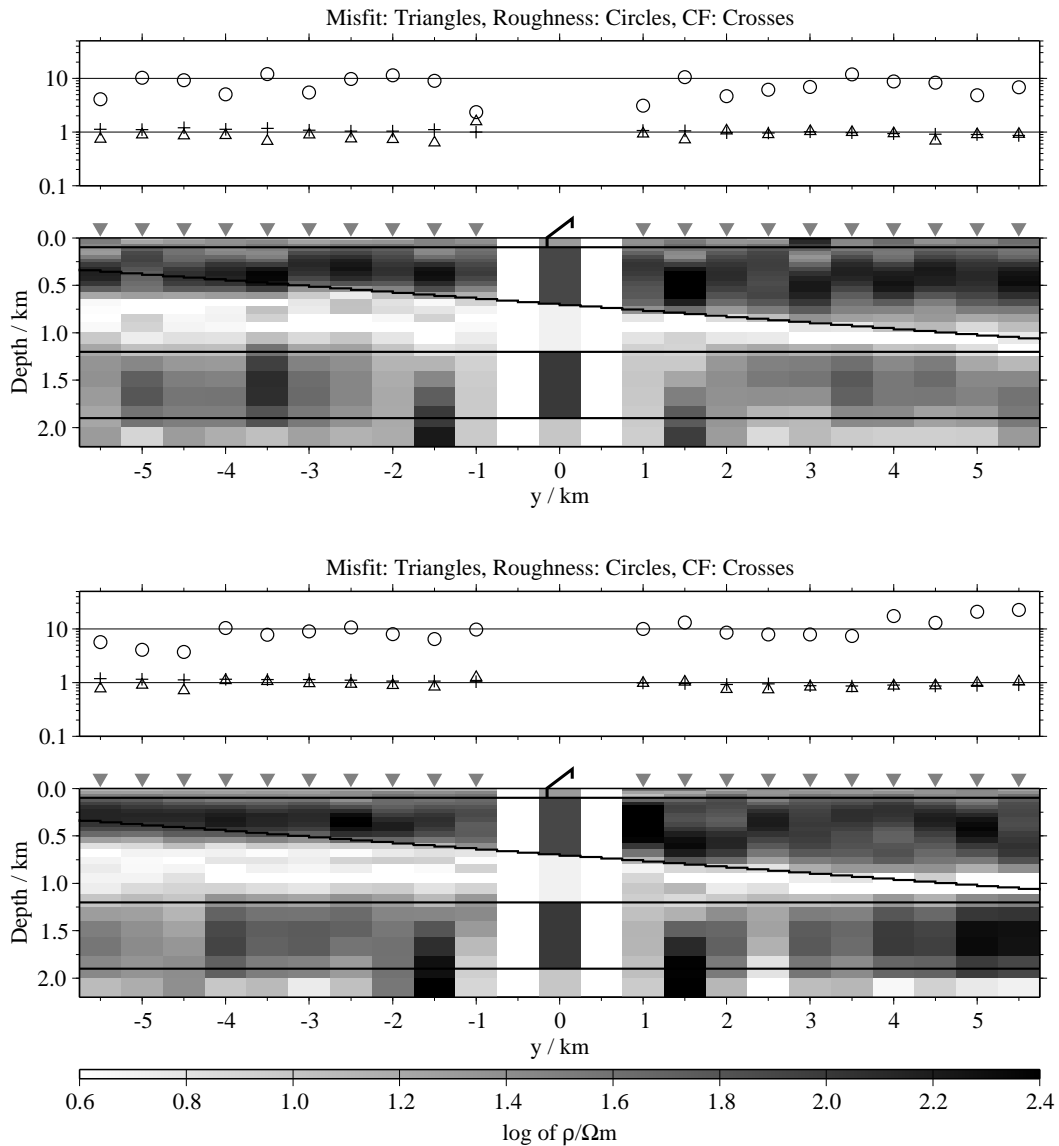 Misfit: Triangles, Roughness: Circles, CF: Crosses
10
1
0.1
0.0
0.5
1.0
1.5
2.0
Depth / km
-5 -4 -3 -2 -1 0 1 2 3 4 5
y / km
Misfit: Triangles, Roughness: Circles, CF: Crosses
10
1
0.1
0.0
0.5
1.0
1.5
2.0
Depth / km
-5 -4 -3 -2 -1 0 1 2 3 4 5
y / km
0.6 0.8 1.0 1.2 1.4 1.6 1.8 2.0 2.2 2.4
log of ρ/Ωm